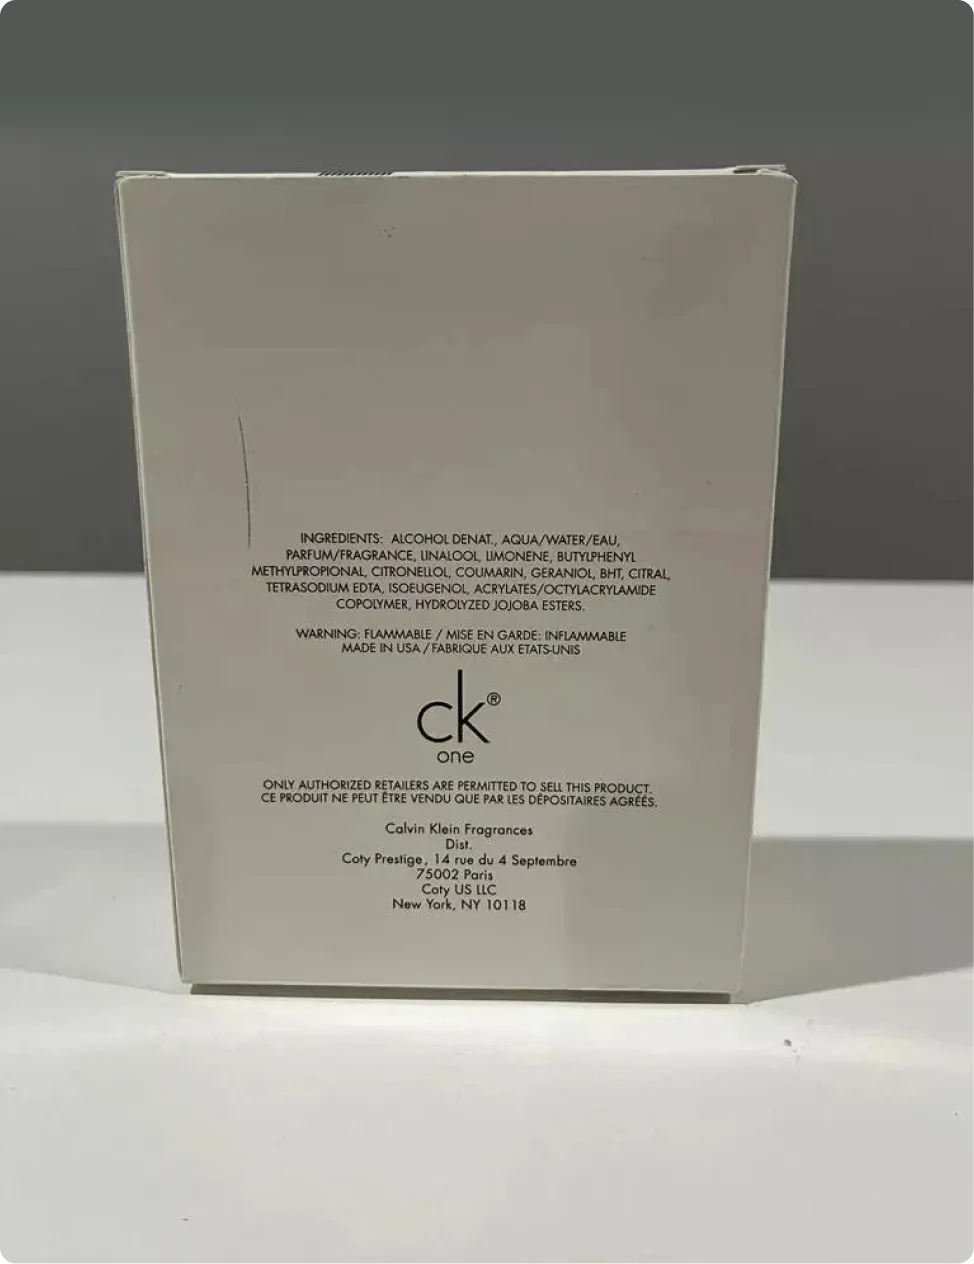 INGREDIENTS: ALCOHOL DENAT., AQUA/WATER/EAU,
PARFUM/FRAGRANCE, LINALOOL, LIMONENE, BUTYLPHENYL
METHYLPROPIONAL, CITRONELLOL, COUMARIN, GERANIOL, BHT, CITRAL,
TETRASODIUM EDTA, ISOEUGENOL, ACRYLATES/OCTYLACRYLAMIDE
COPOLYMER, HYDROLYZED JOJOBA ESTERS.
WARNING: FLAMMABLE / MISE EN GARDE: INFLAMMABLE
MADE IN USA / FABRIQUE AUX ETATS-UNIS
ck®
one
ONLY AUTHORIZED RETAILERS ARE PERMITTED TO SELL THIS PRODUCT.
CE PRODUIT NE PEUT ÊTRE VENDU QUE PAR LES DÉPOSITAIRES AGRÉÉS.
Calvin Klein Fragrances
Dist.
Coty Prestige, 14 rue du 4 Septembre
75002 Paris
Coty US LLC
New York, NY 10118